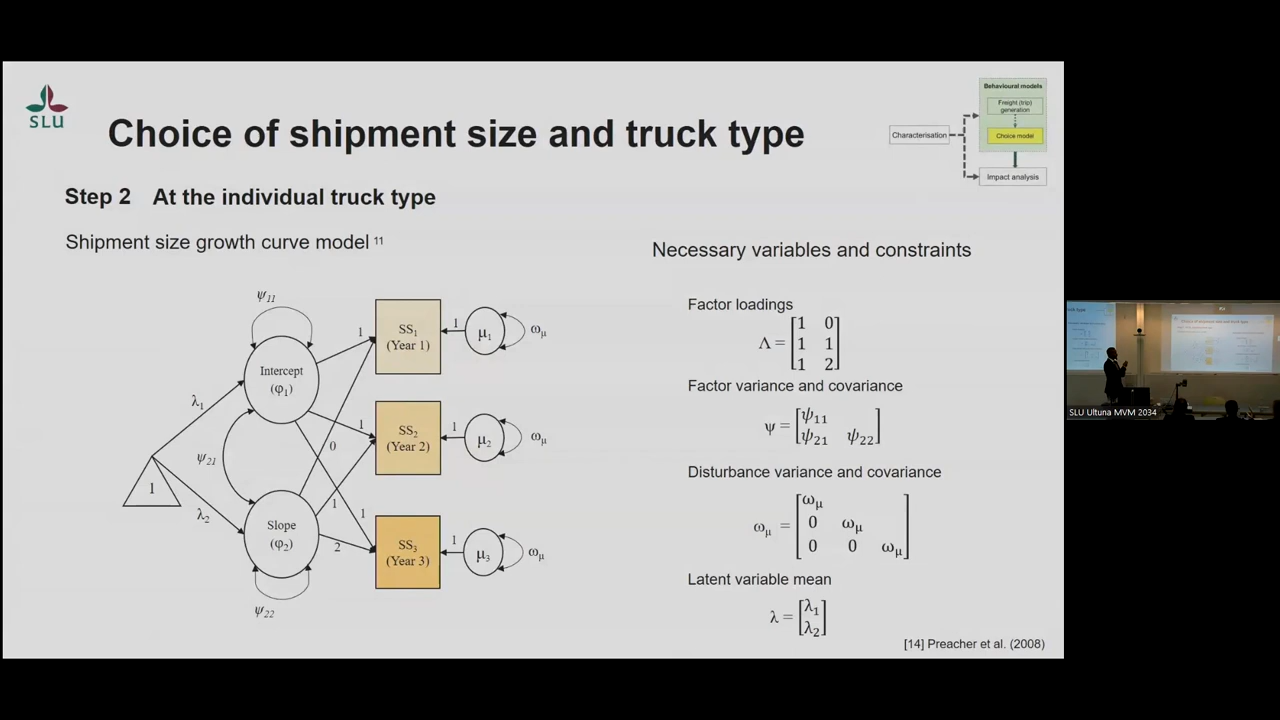 SLU
Choice of shipment size and truck type
Behavioural models
Freight (trip)
generation
Choice model
Characterisation
Impact analysis
Step 2 At the individual truck type
Shipment size growth curve model 11
ψ11
Intercept
(φ1)
λ1
ψ21
1
λ2
Slope
(φ2)
ψ22
1
1
0
1
1
2
SS1
(Year 1)
1
μ1
ωμ
SS2
(Year 2)
1
μ2
ωμ
SS3
(Year 3)
1
μ3
ωμ
Necessary variables and constraints
Factor loadings
Λ = [1 0
1 1
1 2]
Factor variance and covariance
ψ = [ψ11
ψ21 ψ22]
Disturbance variance and covariance
ωμ = [ωμ
0 ωμ
0 0 ωμ]
Latent variable mean
λ = [λ1
λ2]
[14] Preacher et al. (2008)
SLU Ultuna MVM 2034